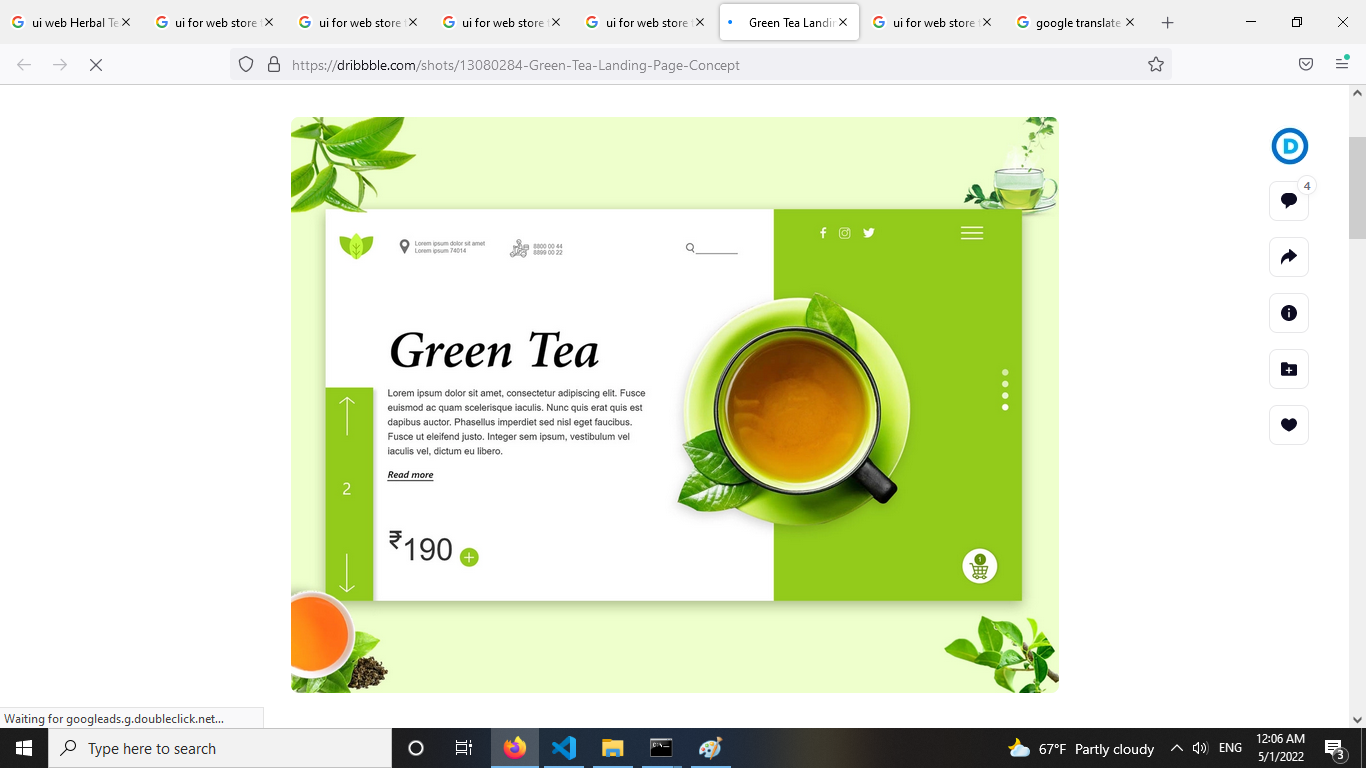 ui web Herbal Te
ui for web store
ui for web store
ui for web store
ui for web store
Green Tea Landin
ui for web store
google translate
https://dribbble.com/shots/13080284-Green-Tea-Landing-Page-Concept
D
4
Lorem ipsum dolor sit amet
Lorem ipsum 74014
8800 00 44
8899 00 22
Green Tea
Lorem ipsum dolor sit amet, consectetur adipiscing elit. Fusce
euismod ac quam scelerisque iaculis. Nunc quis erat quis est
dapibus auctor. Phasellus imperdiet sed nisl eget faucibus.
Fusce ut eleifend justo. Integer sem ipsum, vestibulum vel
iaculis vel, dictum eu libero.
Read more
2
₹190
1
Waiting for googleads.g.doubleclick.net...
Type here to search
67°F Partly cloudy
ENG
12:06 AM
5/1/2022
3